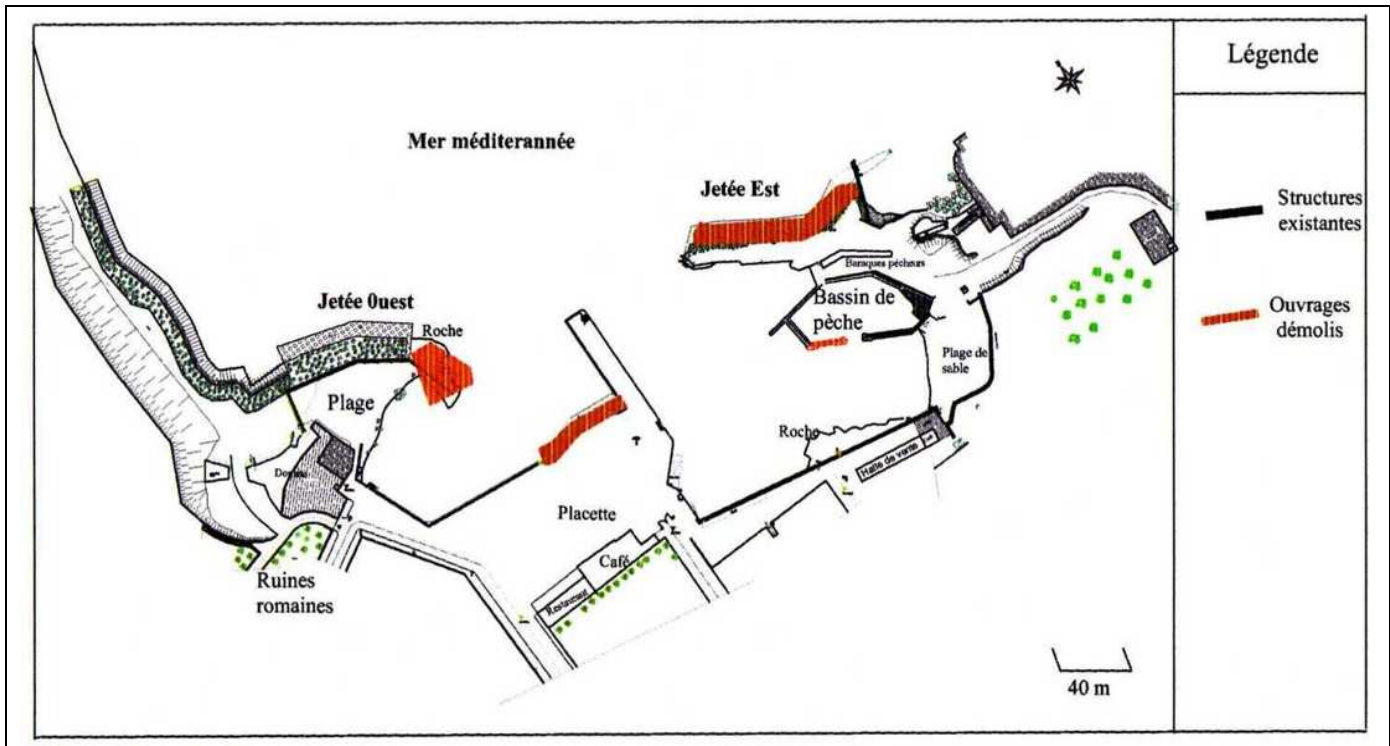 Légende
Mer méditerannée
Jetée Est
Structures
existantes
Baraques pêcheurs
Ouvrages
démolis
Jetée 0uest
Roche
Bassin de
pèche
Plage de
sable
Plage
Roche
Halle de vente
Placette
Café
Restaurant
Ruines
romaines
40 m